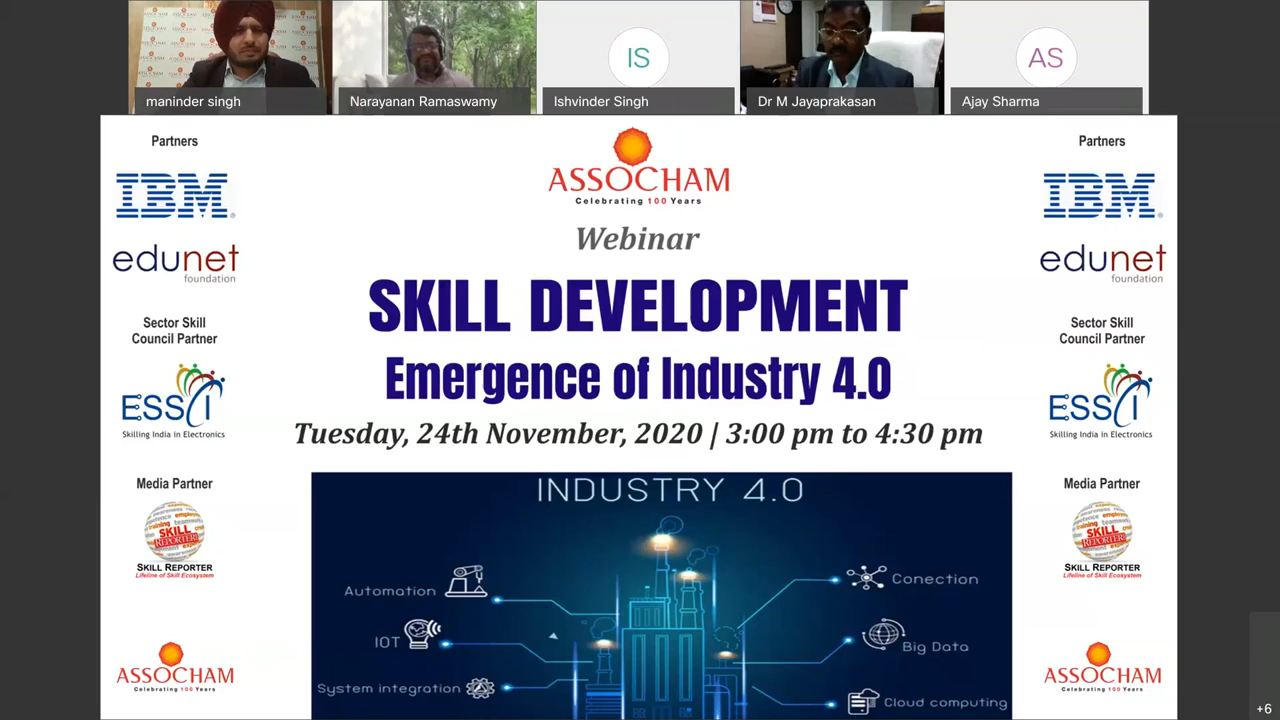 maninder singh
Narayanan Ramaswamy
IS
Ishvinder Singh
Dr M Jayaprakasan
AS
Ajay Sharma
Partners
IBM
edunet
foundation
Sector Skill
Council Partner
ESSCI
Skilling India in Electronics
Media Partner
SKILL
REPORTER
SKILL REPORTER
Lifeline of Skill Ecosystem
ASSOCHAM
Celebrating 100 Years
ASSOCHAM
Celebrating 100 Years
Webinar
SKILL DEVELOPMENT
Emergence of Industry 4.0
Tuesday, 24th November, 2020 | 3:00 pm to 4:30 pm
INDUSTRY 4.0
Automation
IOT
System integration
Conection
Big Data
Cloud computing
Partners
IBM
edunet
foundation
Sector Skill
Council Partner
ESSCI
Skilling India in Electronics
Media Partner
SKILL
REPORTER
SKILL REPORTER
Lifeline of Skill Ecosystem
ASSOCHAM
Celebrating 100 Years
+6